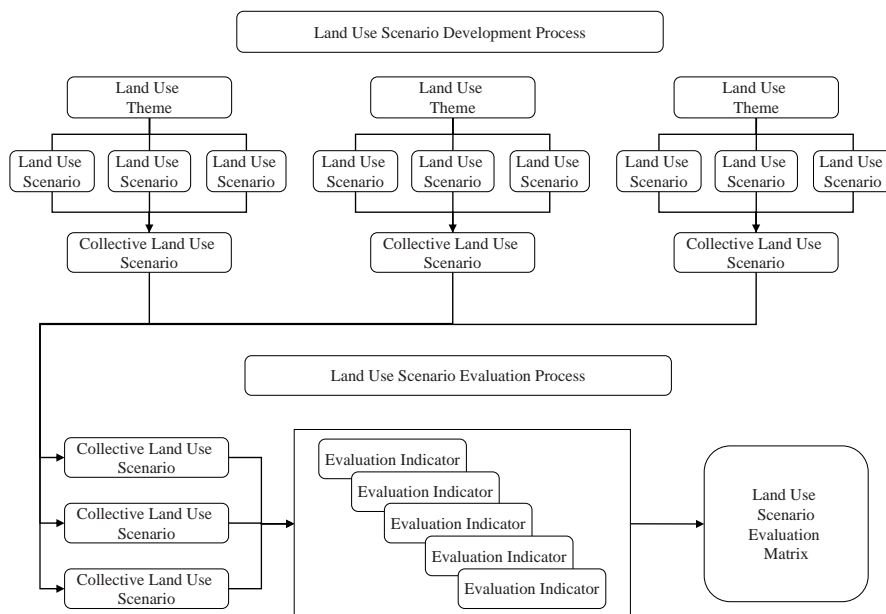 Land Use Scenario Development Process
Land Use
Theme
Land Use
Theme
Land Use
Theme
Land Use
Scenario
Land Use
Scenario
Land Use
Scenario
Land Use
Scenario
Land Use
Scenario
Land Use
Scenario
Land Use
Scenario
Land Use
Scenario
Land Use
Scenario
Collective Land Use
Scenario
Collective Land Use
Scenario
Collective Land Use
Scenario
Land Use Scenario Evaluation Process
Collective Land Use
Scenario
Collective Land Use
Scenario
Collective Land Use
Scenario
Evaluation Indicator
Evaluation Indicator
Evaluation Indicator
Evaluation Indicator
Evaluation Indicator
Land Use
Scenario
Evaluation
Matrix